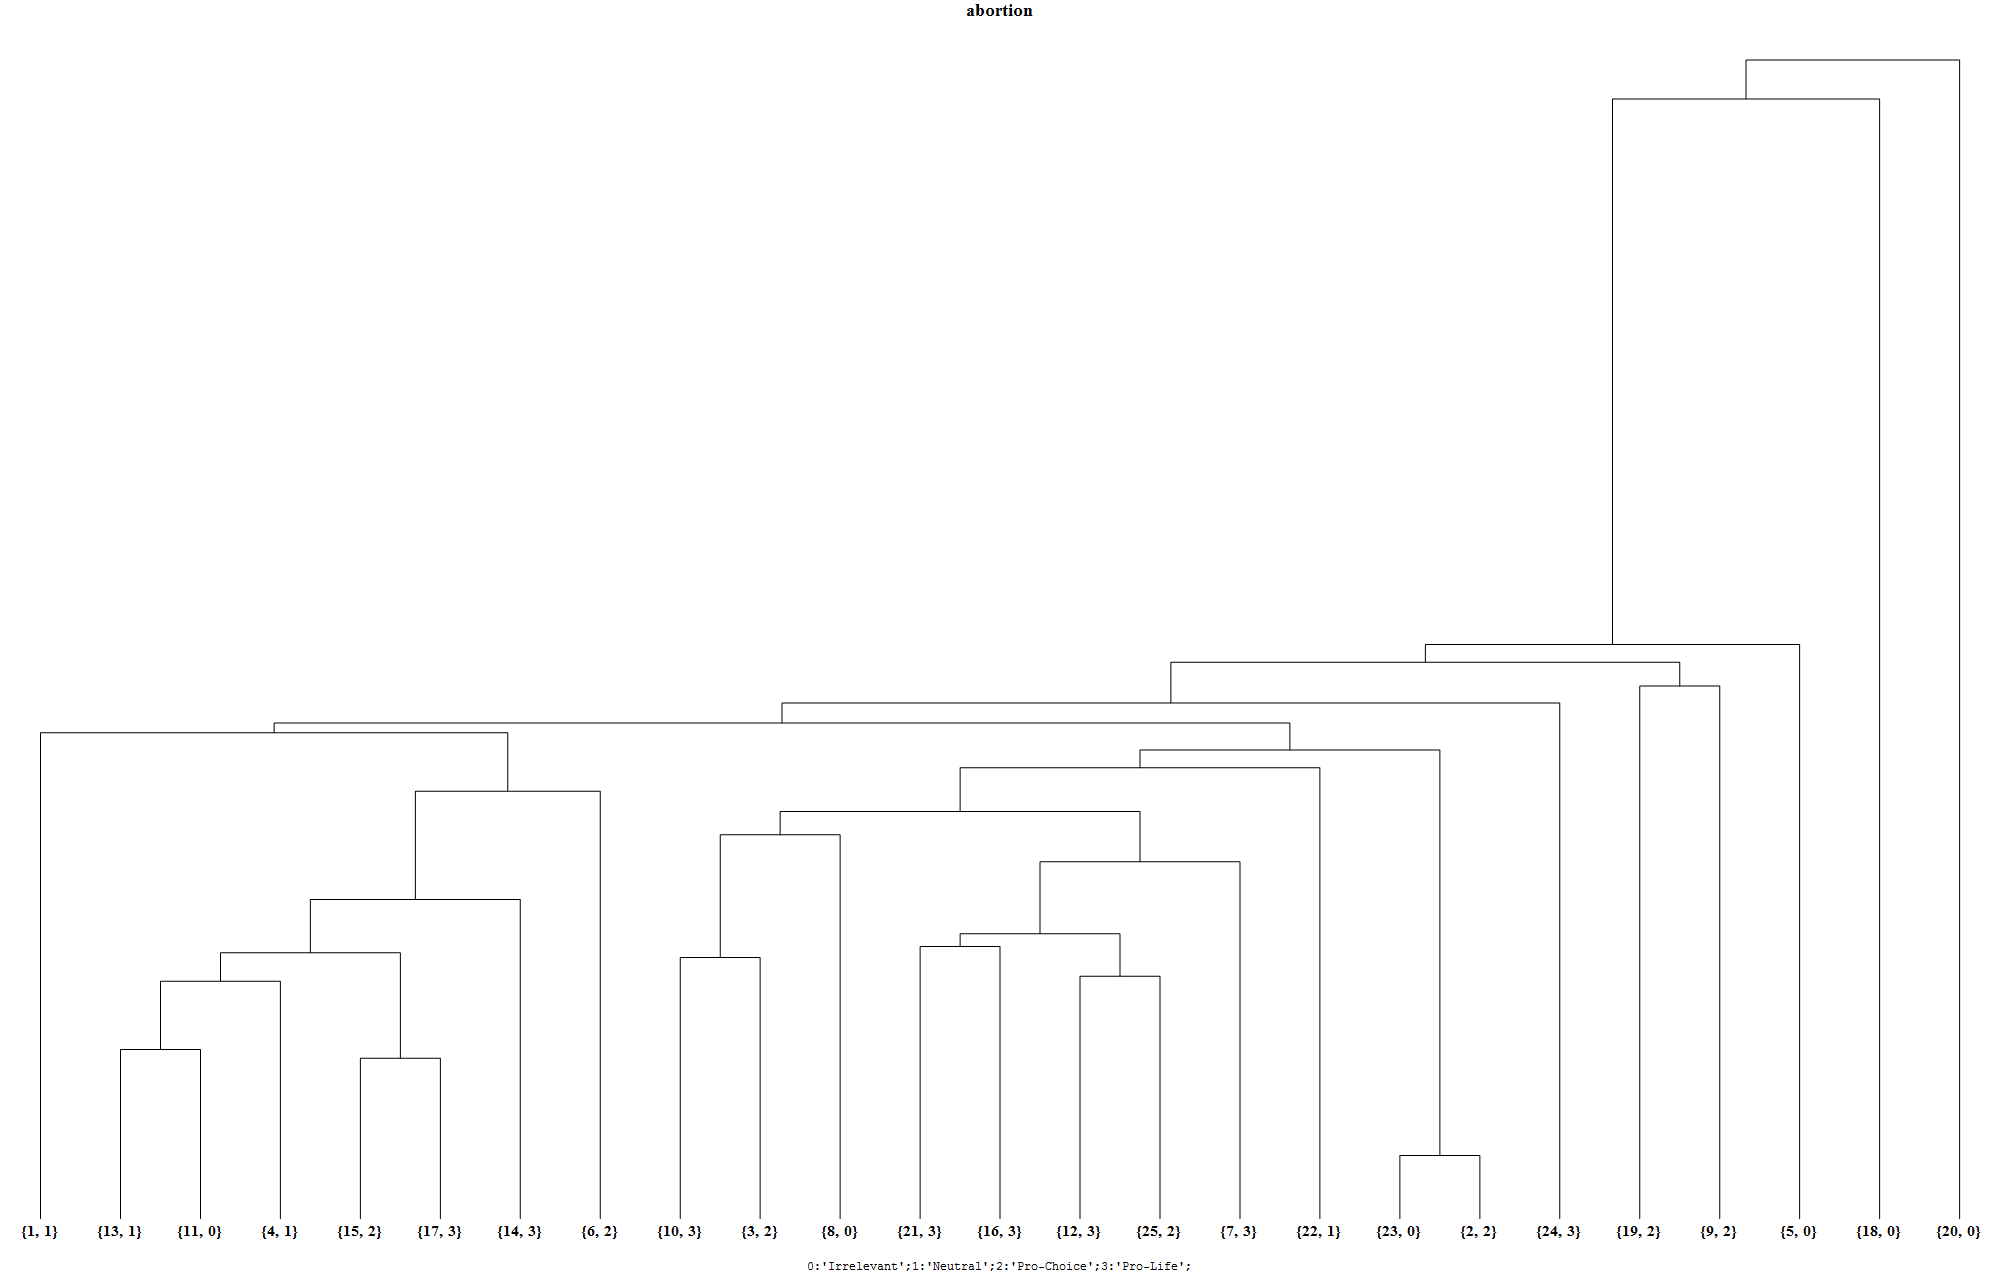 abortion
{1, 1} {13, 1} {11, 0} {4, 1} {15, 2} {17, 3} {14, 3} {6, 2} {10, 3} {3, 2} {8, 0} {21, 3} {16, 3} {12, 3} {25, 2} {7, 3} {22, 1} {23, 0} {2, 2} {24, 3} {19, 2} {9, 2} {5, 0} {18, 0} {20, 0}
0:'Irrelevant';1:'Neutral';2:'Pro-Choice';3:'Pro-Life';